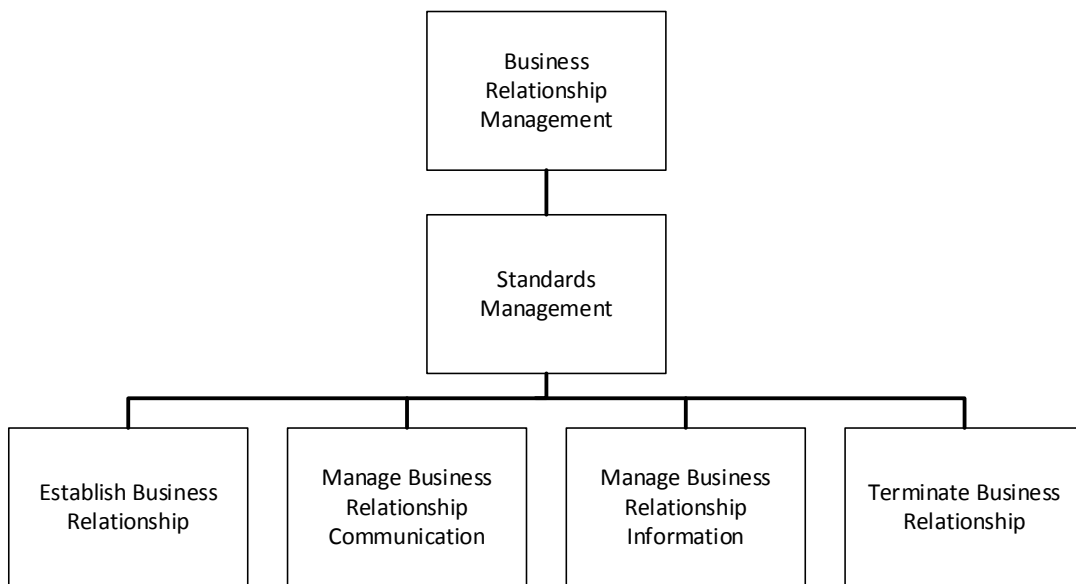 Business
Relationship
Management
Standards
Management
Establish Business
Relationship
Manage Business
Relationship
Communication
Manage Business
Relationship
Information
Terminate Business
Relationship